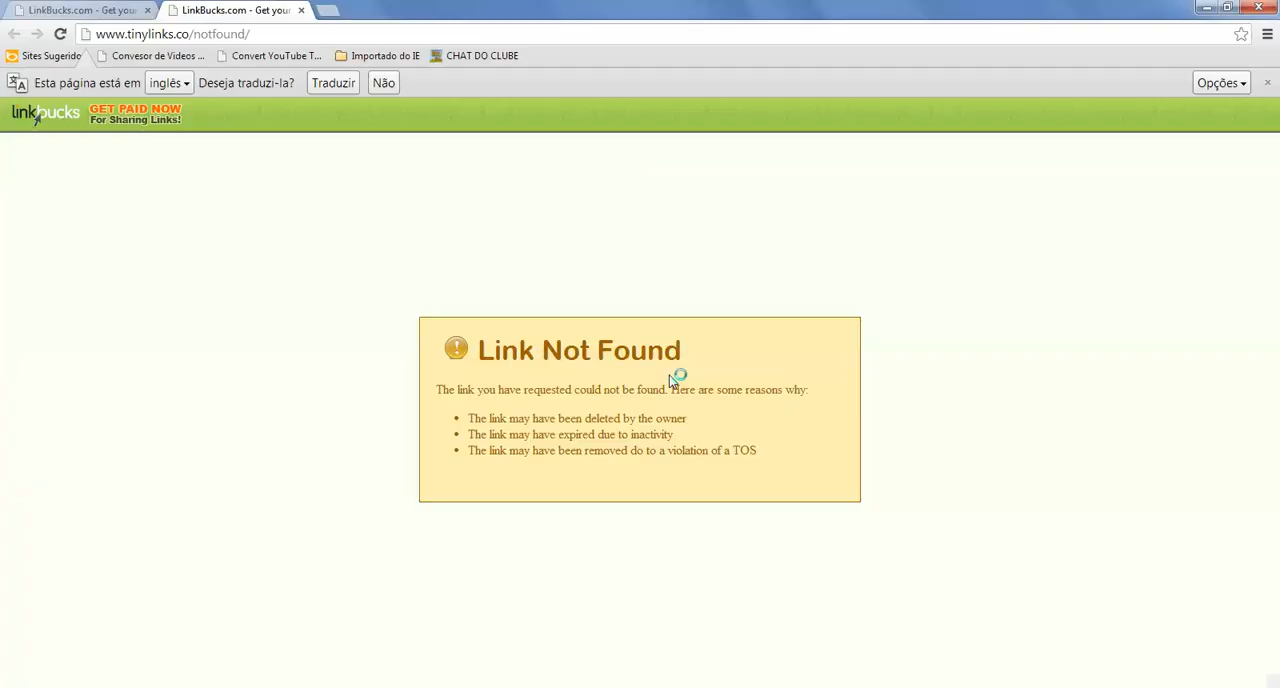 LinkBucks.com - Get your
LinkBucks.com - Get your
www.tinylinks.co/notfound/
Sites Sugerido
Convesor de Videos ...
Convert YouTube T...
Importado do IE
CHAT DO CLUBE
Esta página está em
inglês
Deseja traduzi-la?
Traduzir
Não
Opções
linkbucks
GET PAID NOW
For Sharing Links!
Link Not Found
The link you have requested could not be found. Here are some reasons why:
• The link may have been deleted by the owner
• The link may have expired due to inactivity
• The link may have been removed do to a violation of a TOS